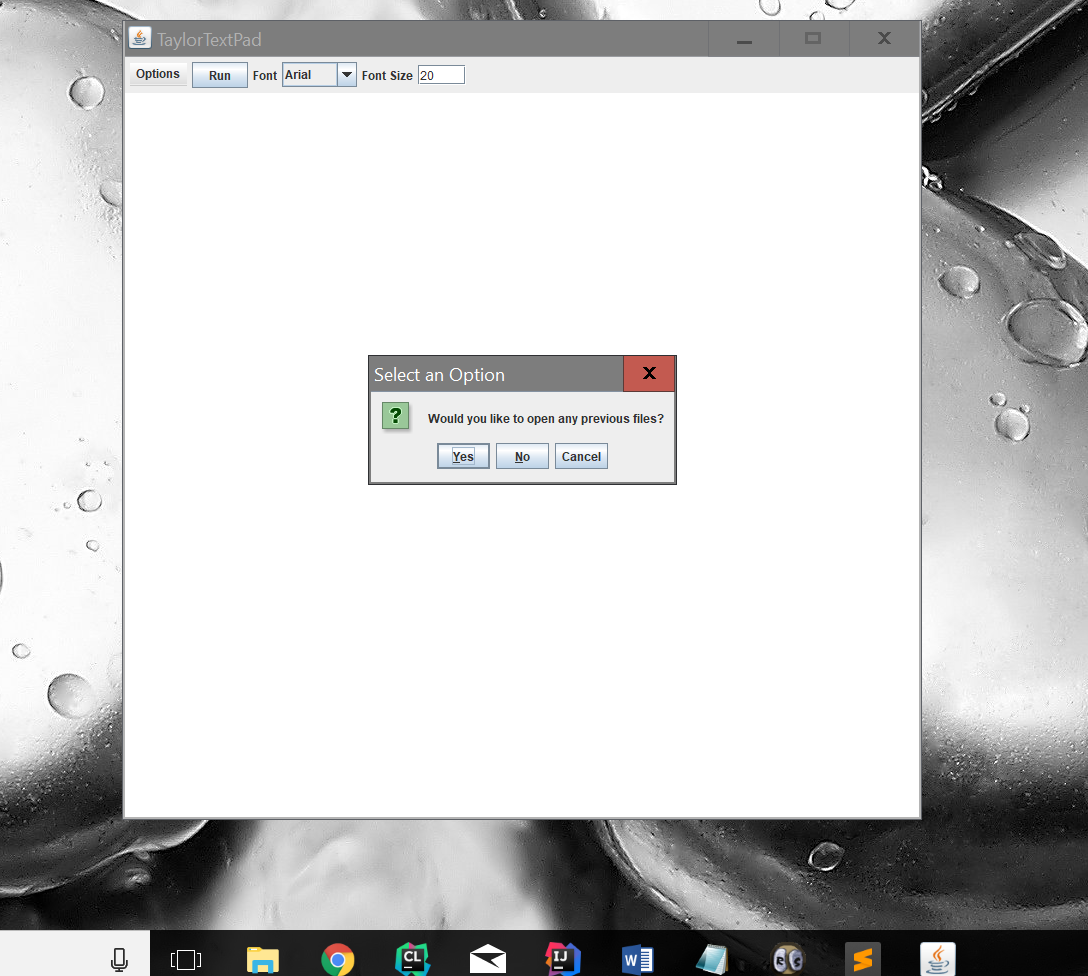 TaylorTextPad
Options Run Font Arial Font Size 20
Select an Option X
? Would you like to open any previous files?
Yes No Cancel
CL IJ W RS S